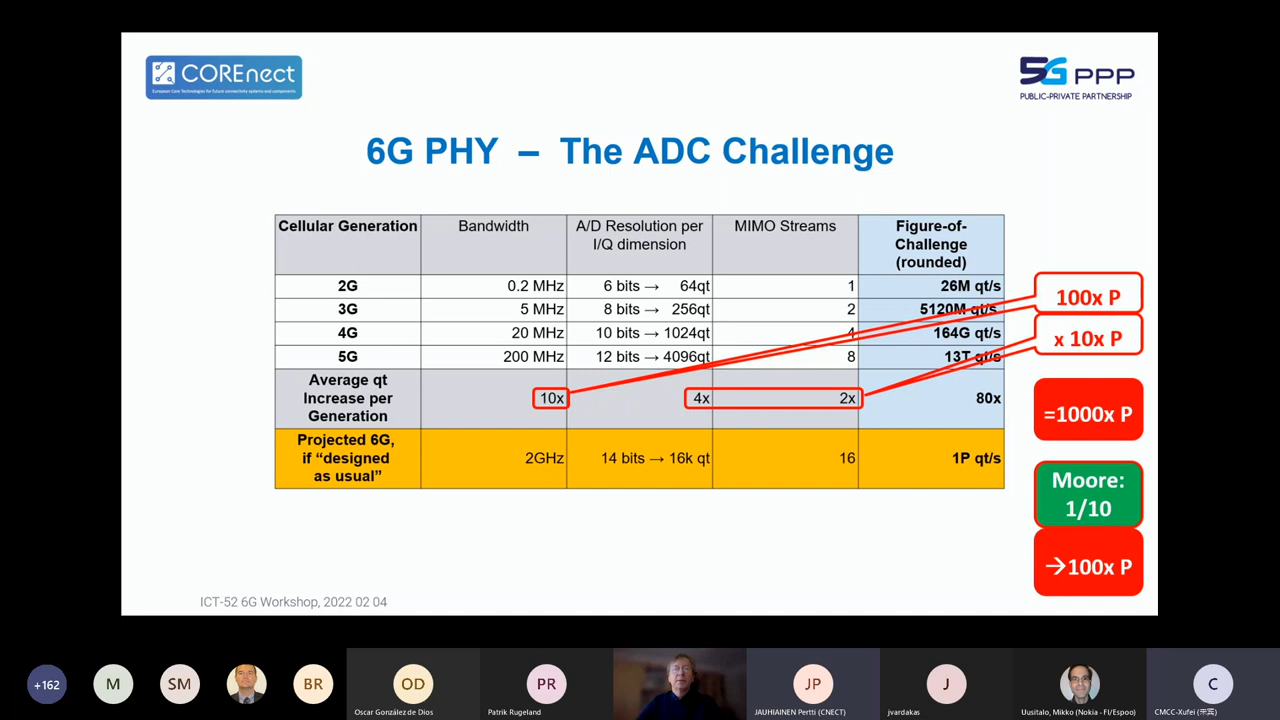 COREnect
European Core Technologies for future connectivity systems and components
5G PPP
PUBLIC-PRIVATE PARTNERSHIP
6G PHY – The ADC Challenge
Cellular Generation
Bandwidth
A/D Resolution per
I/Q dimension
MIMO Streams
Figure-of-
Challenge
(rounded)
2G 0.2 MHz 6 bits → 64qt 1 26M qt/s
3G 5 MHz 8 bits → 256qt 2 5120M qt/s
4G 20 MHz 10 bits → 1024qt 4 164G qt/s
5G 200 MHz 12 bits → 4096qt 8 13T qt/s
Average qt
Increase per
Generation
10x 4x 2x 80x
Projected 6G,
if “designed
as usual”
2GHz 14 bits → 16k qt 16 1P qt/s
100x P
x 10x P
=1000x P
Moore:
1/10
→100x P
ICT-52 6G Workshop, 2022 02 04
+162
M
SM
BR
OD
Oscar González de Dios
PR
Patrik Rugeland
JP
JAUHIAINEN Pertti (CNECT)
J
jvardakas
Uusitalo, Mikko (Nokia - FI/Espoo)
C
CMCC-Xufei